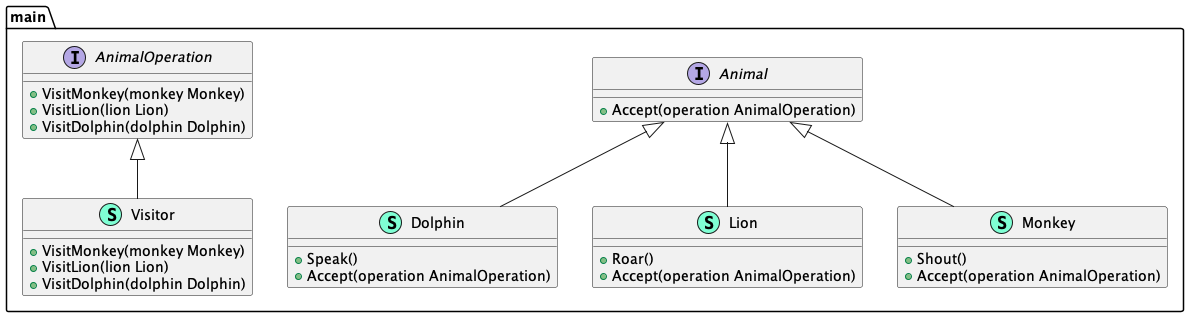 main
I AnimalOperation
VisitMonkey(monkey Monkey)
VisitLion(lion Lion)
VisitDolphin(dolphin Dolphin)
I Animal
Accept(operation AnimalOperation)
S Visitor
VisitMonkey(monkey Monkey)
VisitLion(lion Lion)
VisitDolphin(dolphin Dolphin)
S Dolphin
Speak()
Accept(operation AnimalOperation)
S Lion
Roar()
Accept(operation AnimalOperation)
S Monkey
Shout()
Accept(operation AnimalOperation)